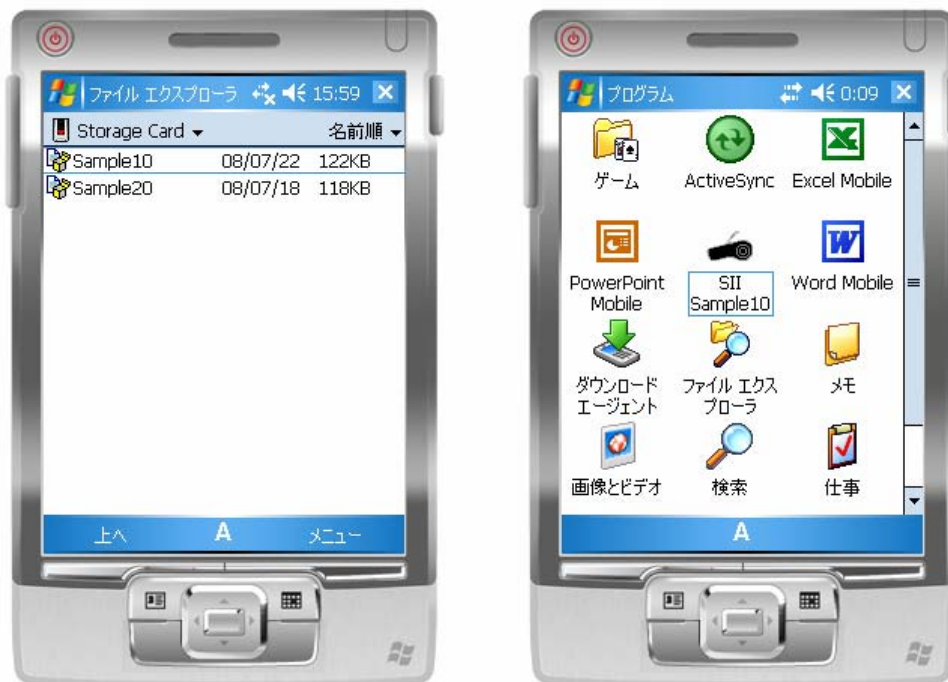 ファイル エクスプローラ 15:59
Storage Card 名前順
Sample10 08/07/22 122KB
Sample20 08/07/18 118KB
上へ A メニュー
プログラム 0:09
ゲーム ActiveSync Excel Mobile
PowerPoint Mobile
SII Sample10
Word Mobile
ダウンロード エージェント
ファイル エクスプローラ
メモ
画像とビデオ 検索 仕事
A